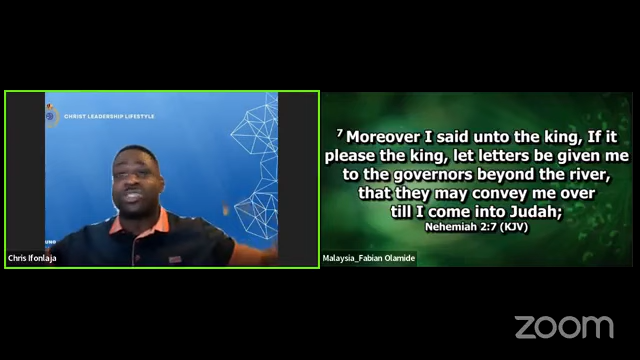 CHRIST LEADERSHIP LIFESTYLE
Chris Ifonlaja
7 Moreover I said unto the king, If it
please the king, let letters be given me
to the governors beyond the river,
that they may convey me over
till I come into Judah;
Nehemiah 2:7 (KJV)
Malaysia_Fabian Olamide
zoom